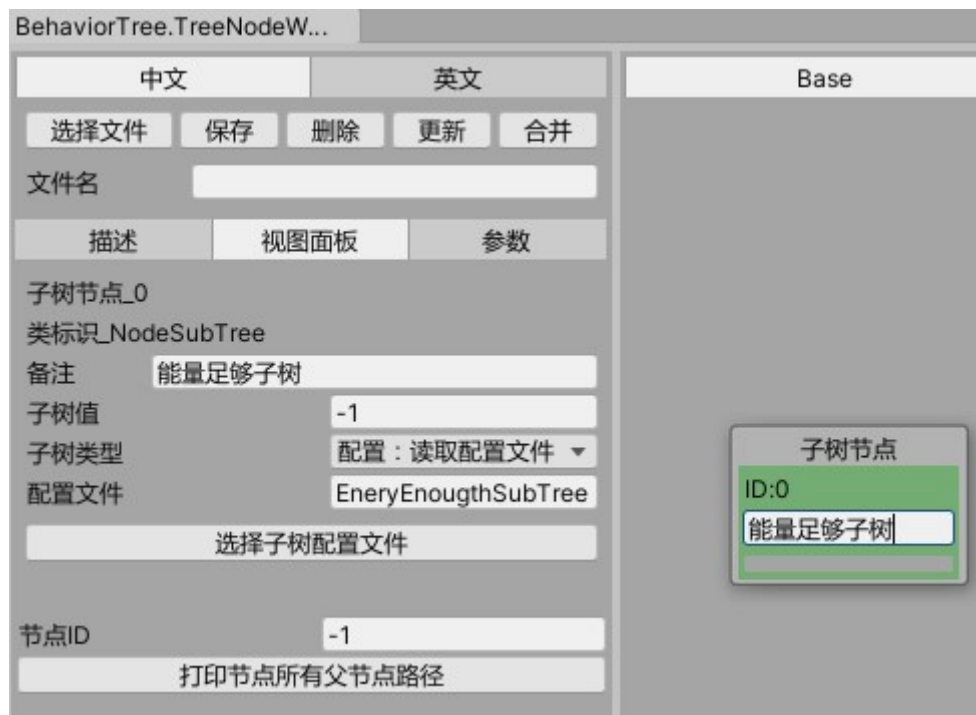 BehaviorTree.TreeNodeW...
中文 英文
选择文件 保存 删除 更新 合并
文件名
描述 视图面板 参数
子树节点_0
类标识_NodeSubTree
备注 能量足够子树
子树值 -1
子树类型 配置：读取配置文件
配置文件 EneryEnougthSubTree
选择子树配置文件
节点ID -1
打印节点所有父节点路径
Base
子树节点
ID:0
能量足够子树